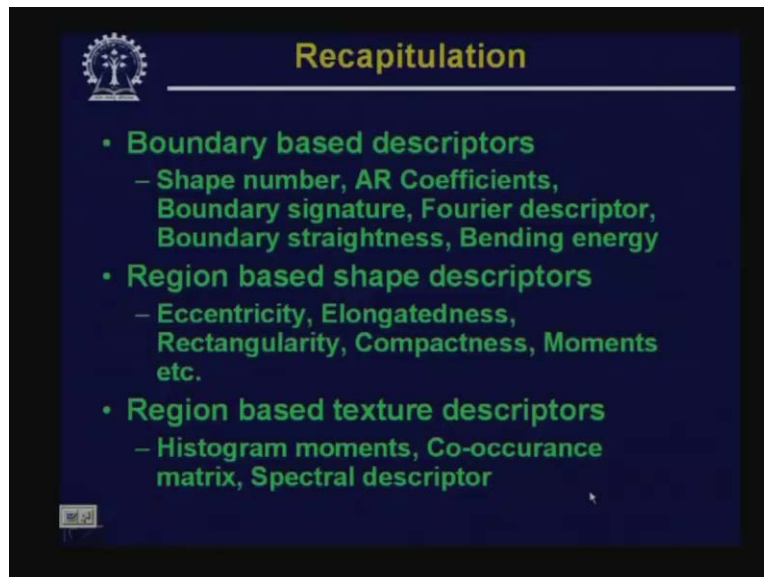 Recapitulation
• Boundary based descriptors
– Shape number, AR Coefficients,
Boundary signature, Fourier descriptor,
Boundary straightness, Bending energy
• Region based shape descriptors
– Eccentricity, Elongatedness,
Rectangularity, Compactness, Moments
etc.
• Region based texture descriptors
– Histogram moments, Co-occurance
matrix, Spectral descriptor